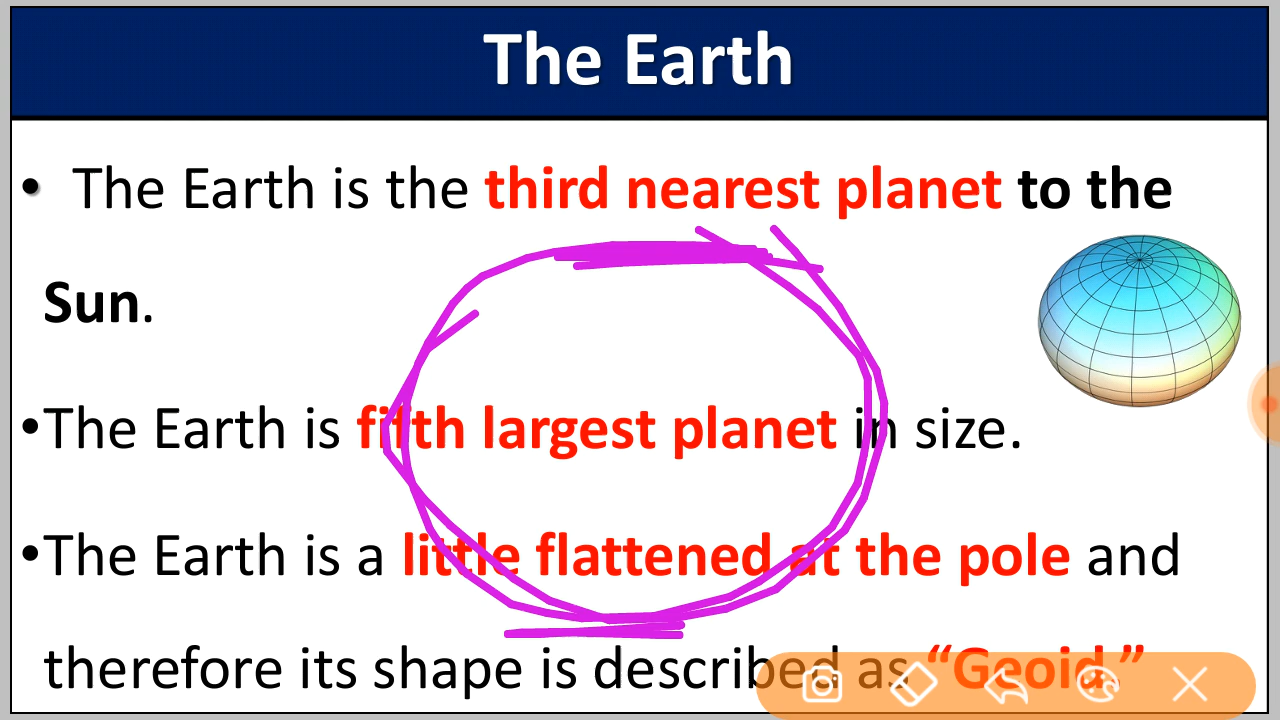 The Earth
• The Earth is the third nearest planet to the
Sun.
•The Earth is fifth largest planet in size.
•The Earth is a little flattened at the pole and
therefore its shape is described as “Geoid.”